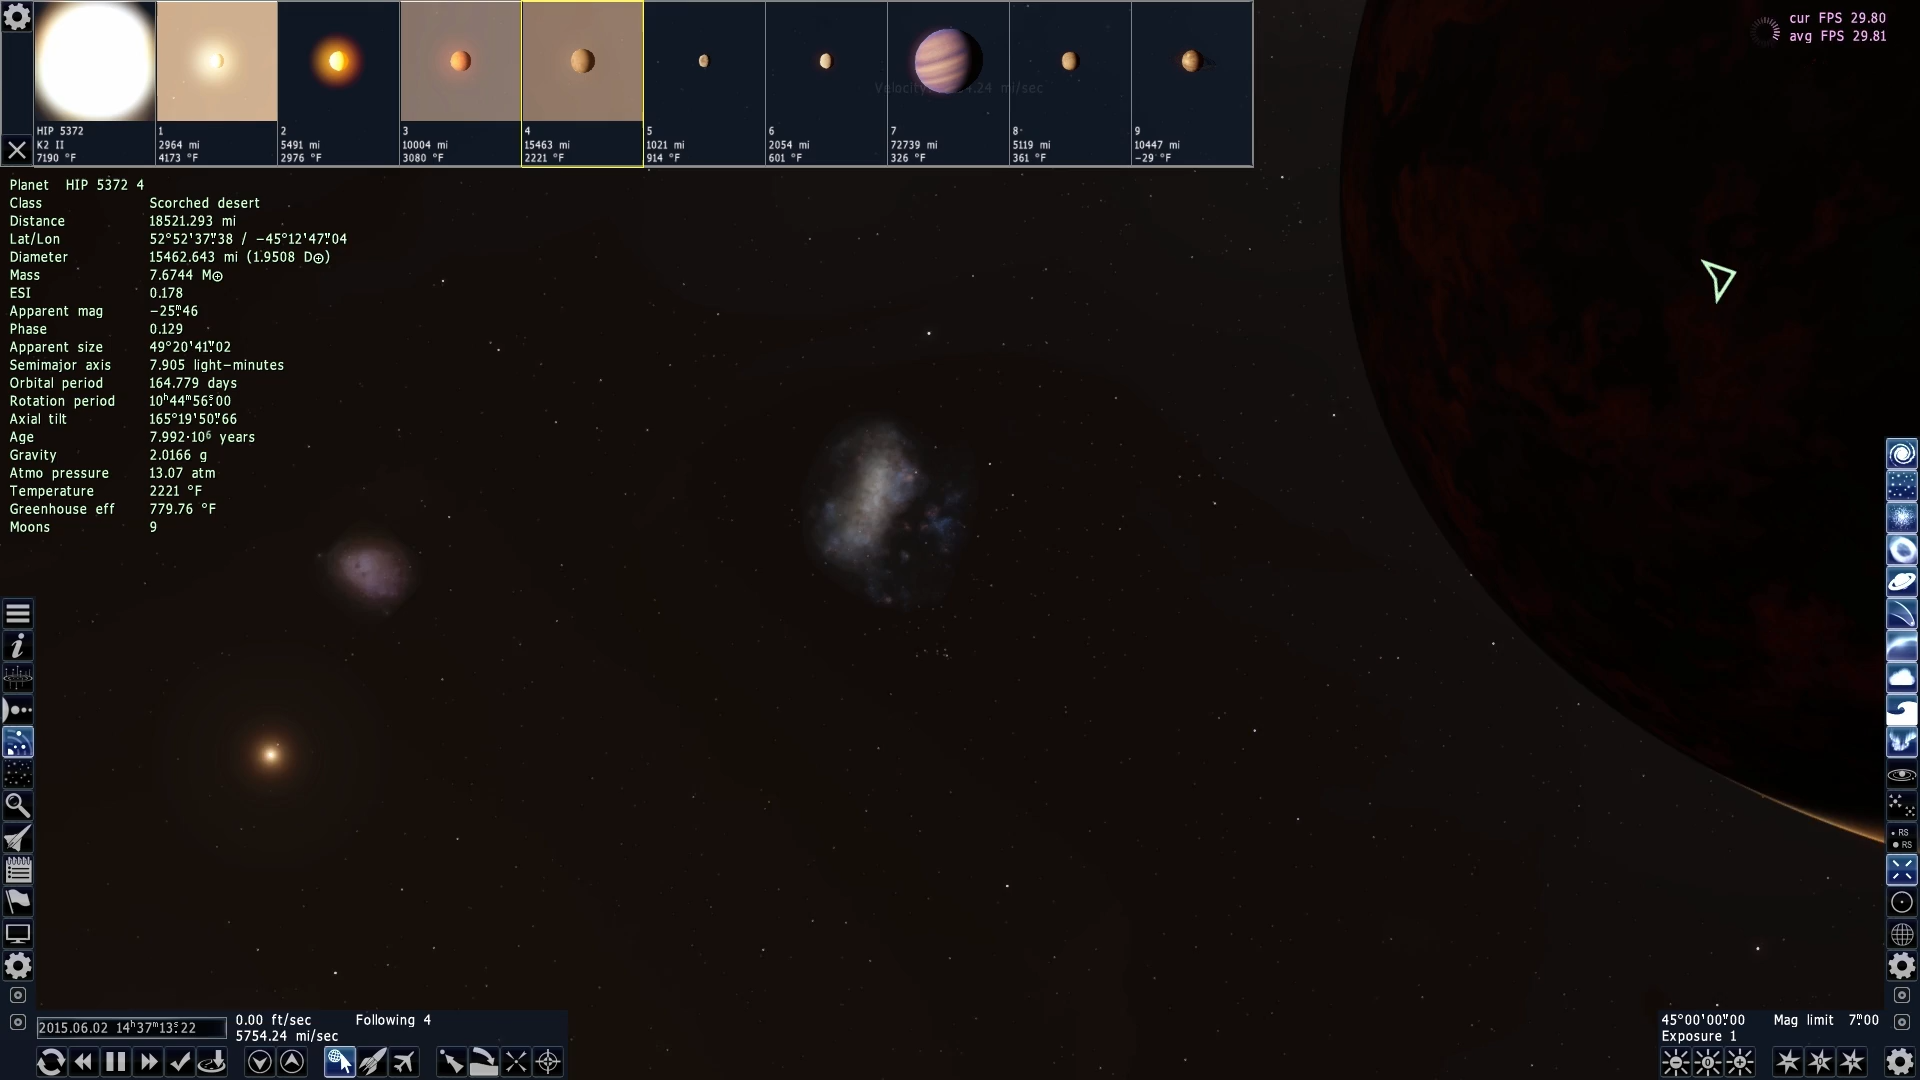 cur FPS 29.80
avg FPS 29.81
HIP 5372
K2 II
7190 °F
1
2964 mi
4173 °F
2
5491 mi
2976 °F
3
10004 mi
3080 °F
4
15463 mi
2221 °F
5
1021 mi
914 °F
6
2054 mi
601 °F
7
72739 mi
326 °F
8
5119 mi
361 °F
9
10447 mi
-29 °F
Planet HIP 5372 4
Class Scorched desert
Distance 18521.293 mi
Lat/Lon 52°52'37"38 / -45°12'47"04
Diameter 15462.643 mi (1.9508 D⊕)
Mass 7.6744 M⊕
ESI 0.178
Apparent mag -25ᵐ46
Phase 0.129
Apparent size 49°20'41"02
Semimajor axis 7.905 light-minutes
Orbital period 164.779 days
Rotation period 10ʰ44ᵐ56ˢ00
Axial tilt 165°19'50"66
Age 7.992·10⁶ years
Gravity 2.0166 g
Atmo pressure 13.07 atm
Temperature 2221 °F
Greenhouse eff 779.76 °F
Moons 9
RS
RS
2015.06.02 14ʰ37ᵐ13ˢ22
0.00 ft/sec Following 4
5754.24 mi/sec
45°00'00"00 Mag limit 7ᵐ00
Exposure 1